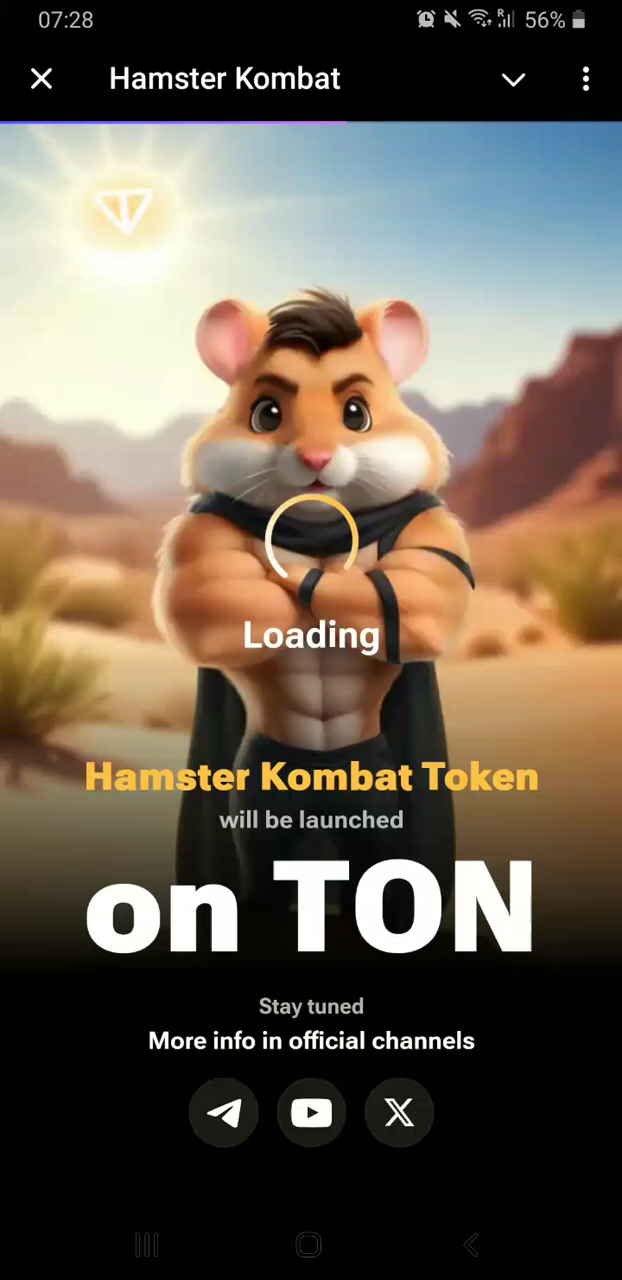 07:28
R
56%
Hamster Kombat
Loading
Hamster Kombat Token
will be launched
on TON
Stay tuned
More info in official channels